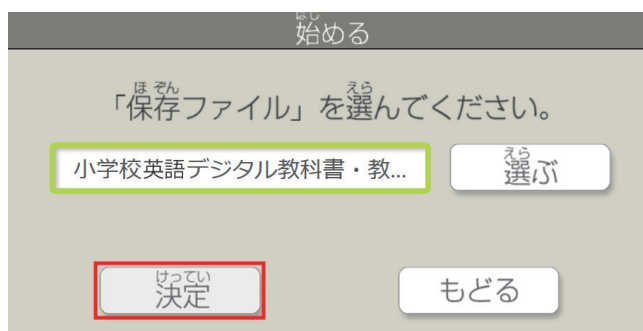 始める
「保存ファイル」を選んでください。
小学校英語デジタル教科書・教...
選ぶ
決定
もどる